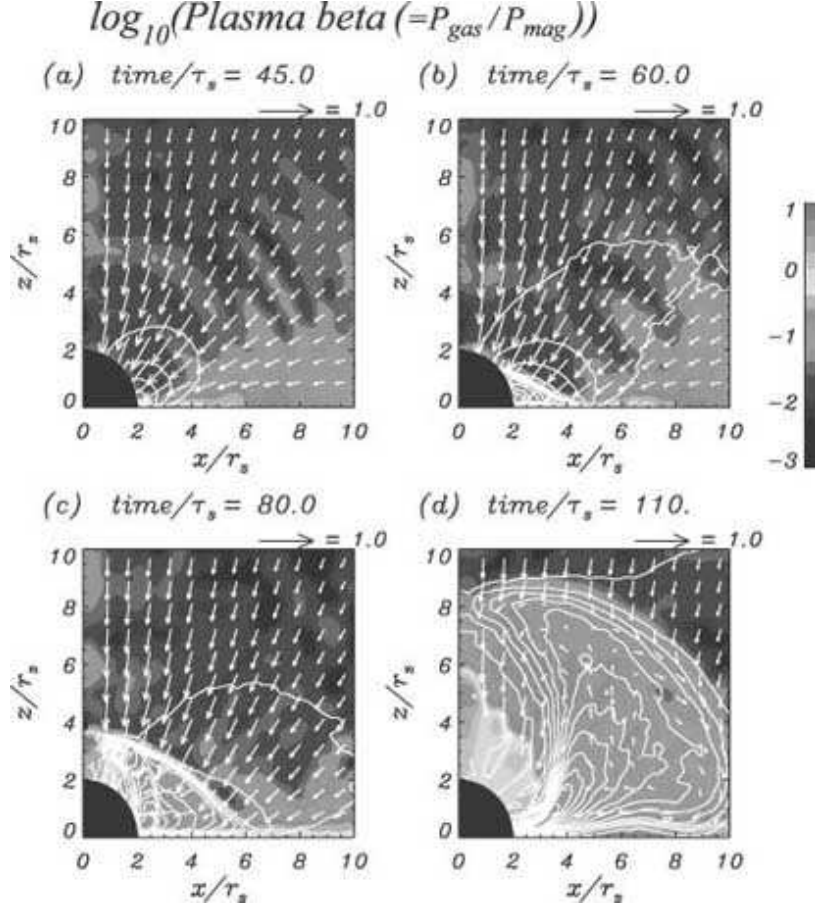 log10(Plasma beta (=Pgas/Pmag))
(a) time/τs = 45.0
(b) time/τs = 60.0
= 1.0
= 1.0
10
8
6
4
2
0
z/rs
0 2 4 6 8 10
x/rs
10
8
6
4
2
0
z/rs
0 2 4 6 8 10
x/rs
1
0
-1
-2
-3
(c) time/τs = 80.0
(d) time/τs = 110.
= 1.0
= 1.0
10
8
6
4
2
0
z/rs
0 2 4 6 8 10
x/rs
10
8
6
4
2
0
z/rs
0 2 4 6 8 10
x/rs